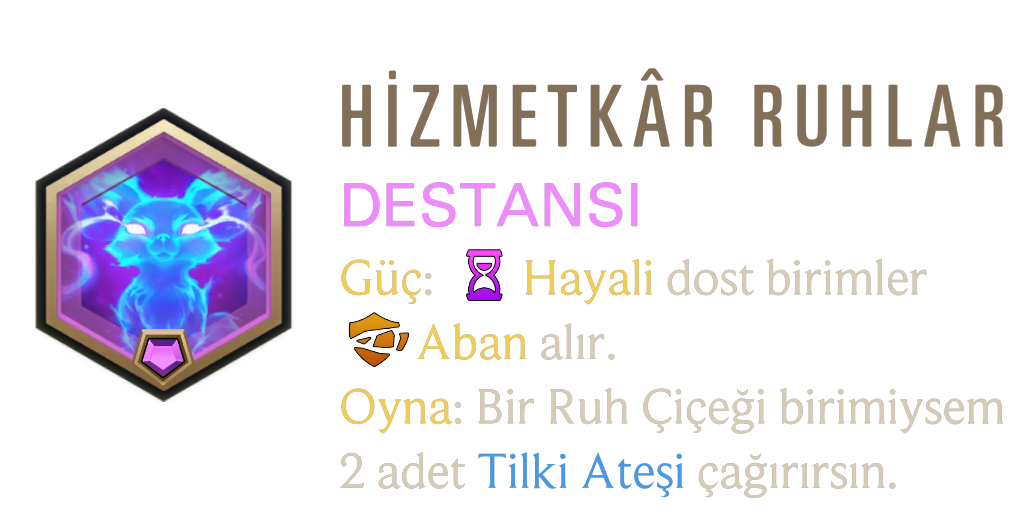 HİZMETKÂR RUHLAR
DESTANSI
Güç: Hayali dost birimler
Aban alır.
Oyna: Bir Ruh Çiçeği birimiysem
2 adet Tilki Ateşi çağırırsın.